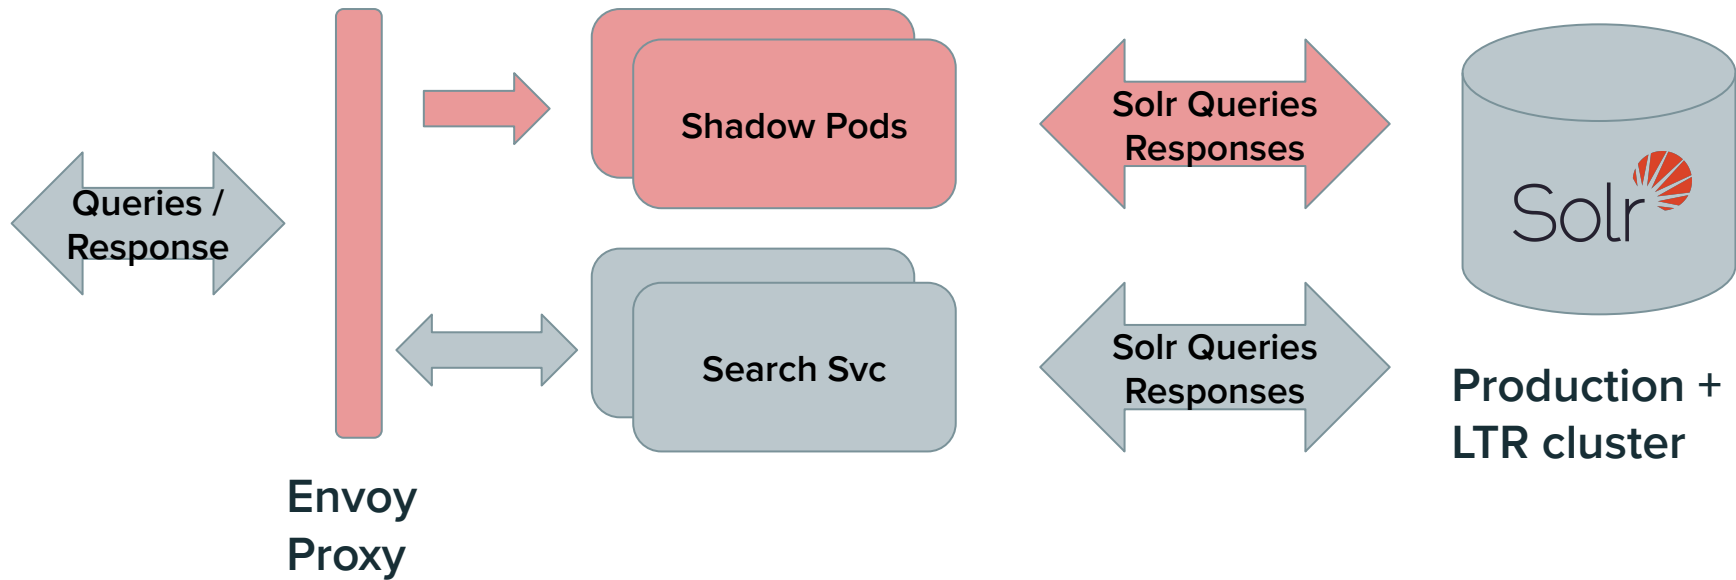 Queries /
Response
Envoy
Proxy
Shadow Pods
Search Svc
Solr Queries
Responses
Solr Queries
Responses
Solr
Production +
LTR cluster